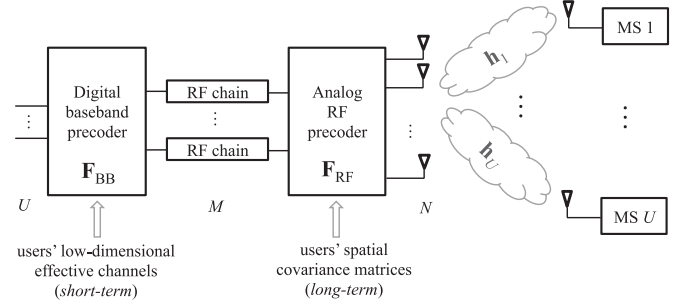 Digital
baseband
precoder
F_BB
RF chain
⋮
RF chain
Analog
RF
precoder
F_RF
h_1
h_U
MS 1
⋮
MS U
U
M
N
users' low-dimensional
effective channels
(short-term)
users' spatial
covariance matrices
(long-term)